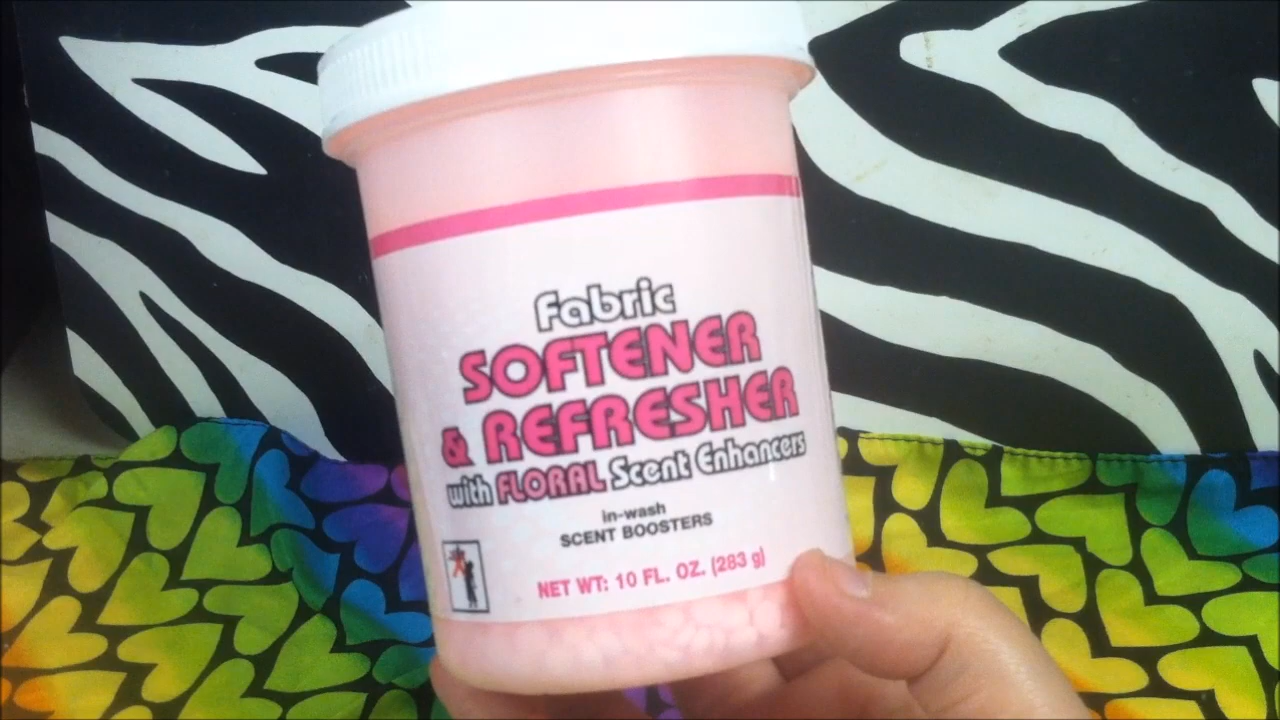 Fabric
SOFTENER
& REFRESHER
with FLORAL Scent Enhancers
in-wash
SCENT BOOSTERS
NET WT: 10 FL. OZ. (283 g)